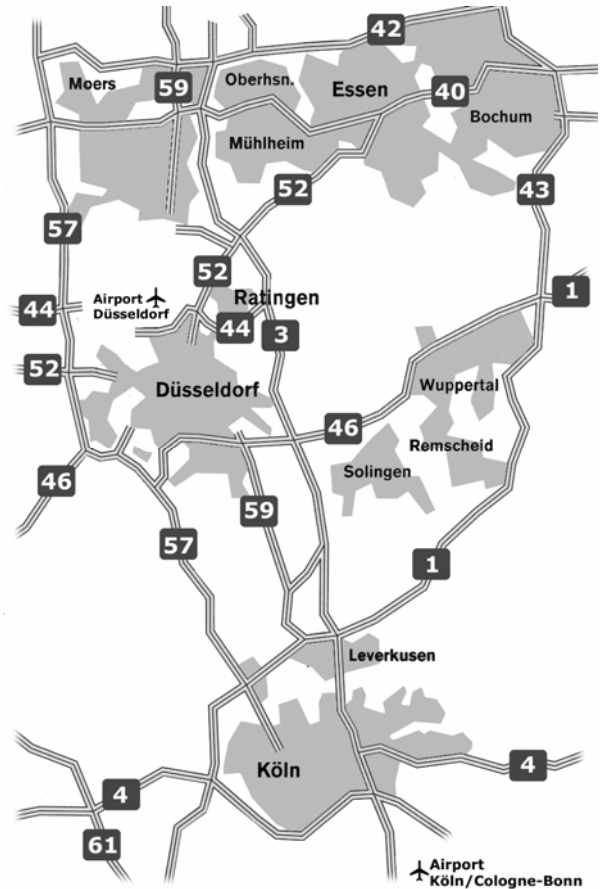 42
Moers
59
Oberhsn.
Essen
40
Bochum
Mühlheim
52
43
57
52
1
Airport
Düsseldorf
Ratingen
44
44
3
52
Düsseldorf
Wuppertal
46
Remscheid
Solingen
46
59
57
1
Leverkusen
Köln
4
4
61
Airport
Köln/Cologne-Bonn